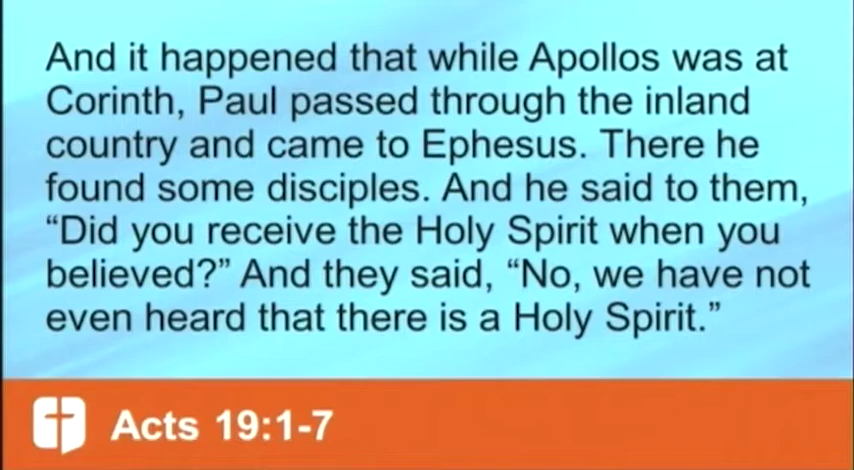 And it happened that while Apollos was at
Corinth, Paul passed through the inland
country and came to Ephesus. There he
found some disciples. And he said to them,
“Did you receive the Holy Spirit when you
believed?” And they said, “No, we have not
even heard that there is a Holy Spirit.”
Acts 19:1-7